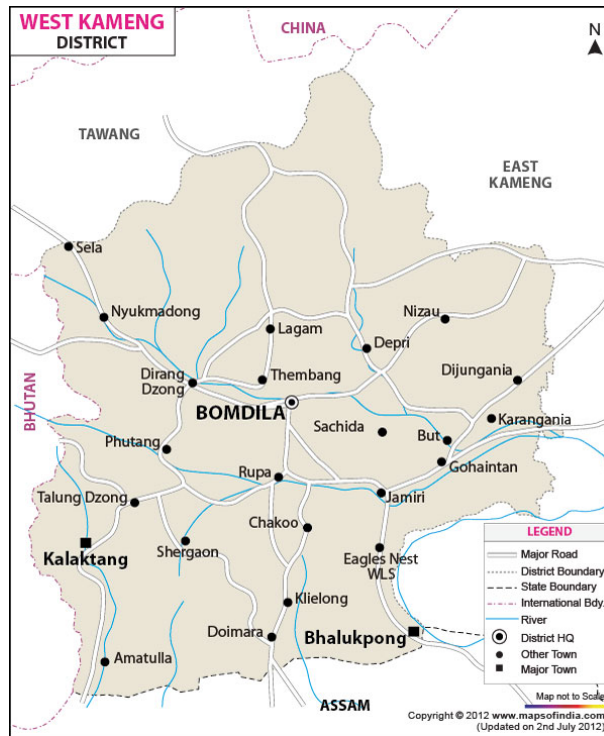 WEST KAMENG
DISTRICT
CHINA
N
TAWANG
EAST
KAMENG
Sela
Nyukmadong
Nizau
Lagam
Depri
Dirang
Dzong
Thembang
Dijungania
BHUTAN
BOMDILA
Karangania
Sachida
But
Phutang
Gohaintan
Rupa
Jamiri
Talung Dzong
Chakoo
Shergaon
Kalaktang
Eagles Nest
WLS
Klielong
Doimara
Bhalukpong
Amatulla
ASSAM
LEGEND
Major Road
District Boundary
State Boundary
International Bdy.
River
District HQ
Other Town
Major Town
Map not to Scale
Copyright © 2012 www.mapsofindia.com
(Updated on 2nd July 2012)